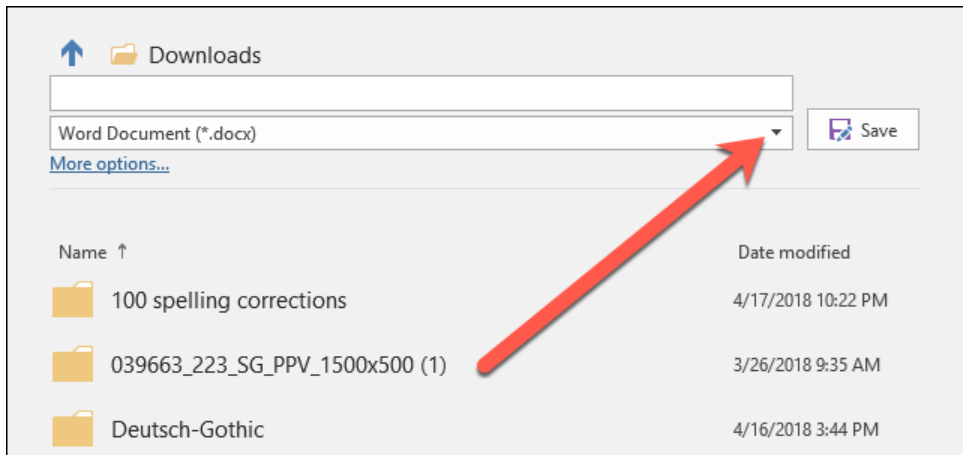 Downloads
Word Document (*.docx)
Save
More options...
Name ↑ Date modified
100 spelling corrections 4/17/2018 10:22 PM
039663_223_SG_PPV_1500x500 (1) 3/26/2018 9:35 AM
Deutsch-Gothic 4/16/2018 3:44 PM